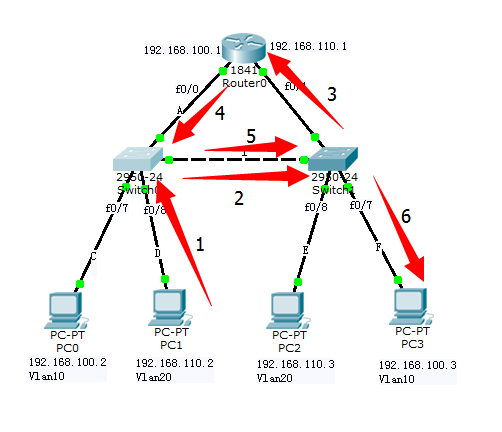 192.168.100.1
192.168.110.1
1841
Router0
f0/0
A
4
3
5
1
2950-24
Switch0
2950-24
2
f0/7
f0/8
f0/8
f0/7
6
1
C
D
E
F
PC-PT
PC0
PC-PT
PC1
PC-PT
PC2
PC-PT
PC3
192.168.100.2
Vlan10
192.168.110.2
Vlan20
192.168.110.3
Vlan20
192.168.100.3
Vlan10